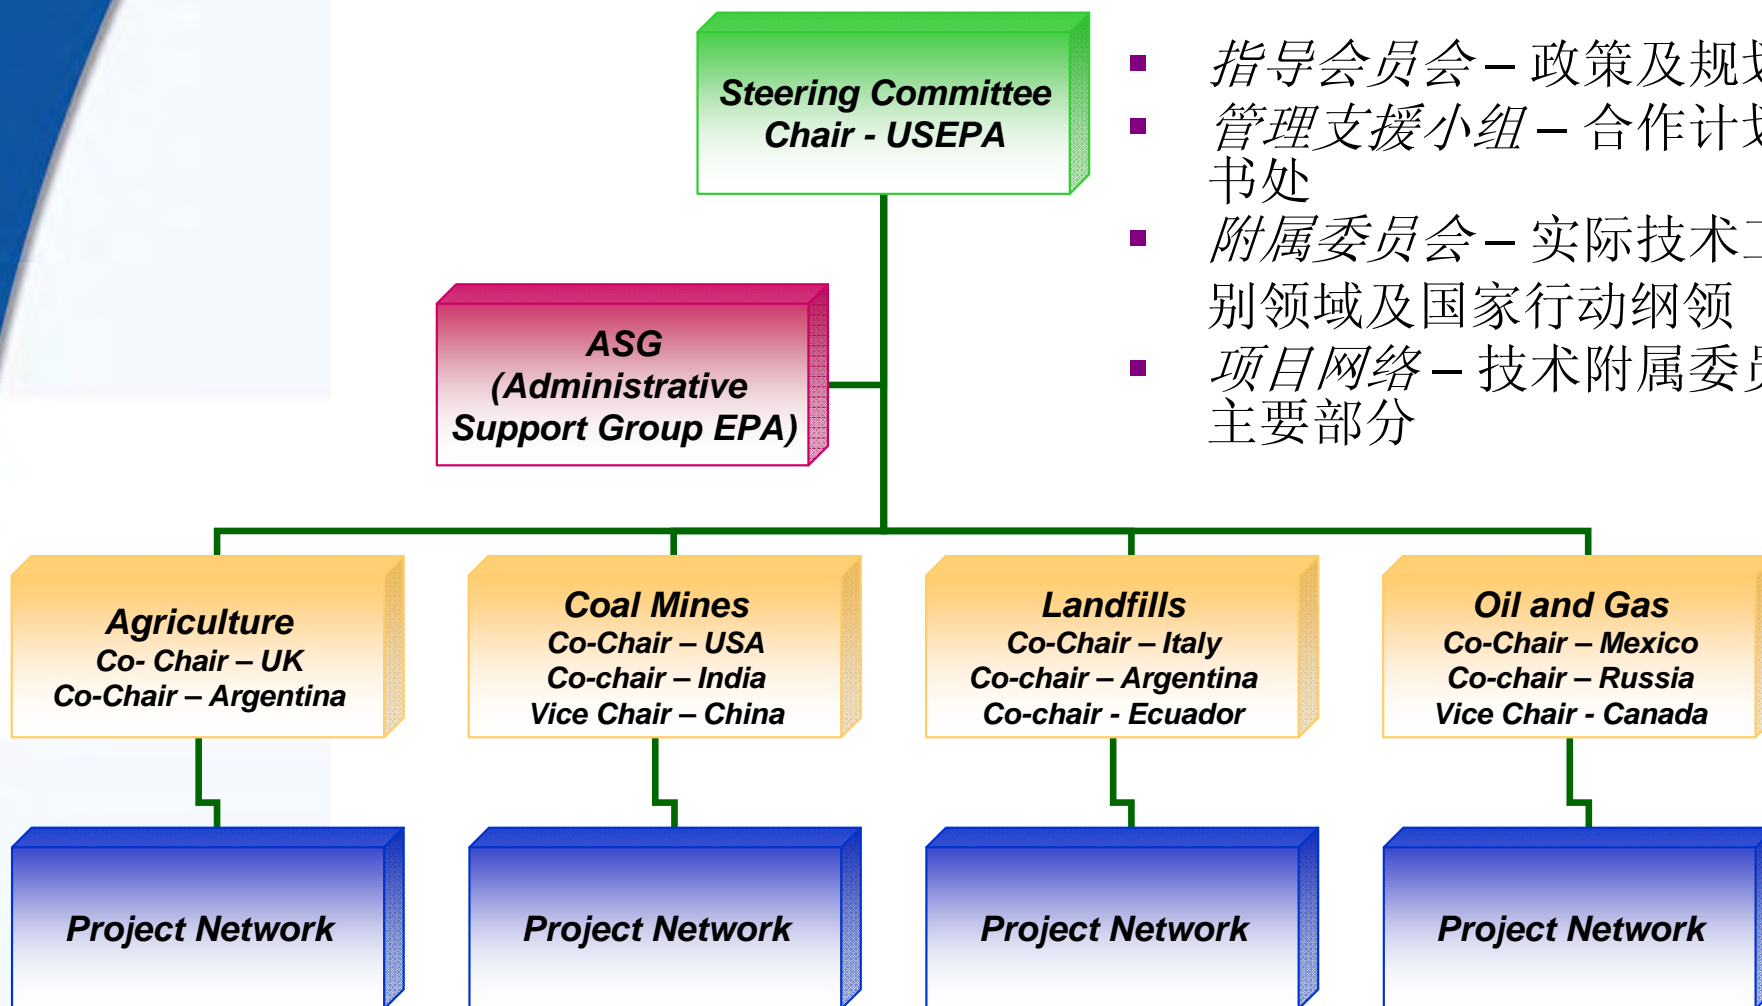 Steering Committee
Chair - USEPA
▪ 指导会员会 – 政策及规
▪ 管理支援小组 – 合作计
书处
▪ 附属委员会 – 实际技术
别领域及国家行动纲领
▪ 项目网络 – 技术附属委
主要部分
ASG
(Administrative
Support Group EPA)
Agriculture
Co- Chair – UK
Co-Chair – Argentina
Coal Mines
Co-Chair – USA
Co-chair – India
Vice Chair – China
Landfills
Co-Chair – Italy
Co-chair – Argentina
Co-chair - Ecuador
Oil and Gas
Co-Chair – Mexico
Co-chair – Russia
Vice Chair - Canada
Project Network
Project Network
Project Network
Project Network